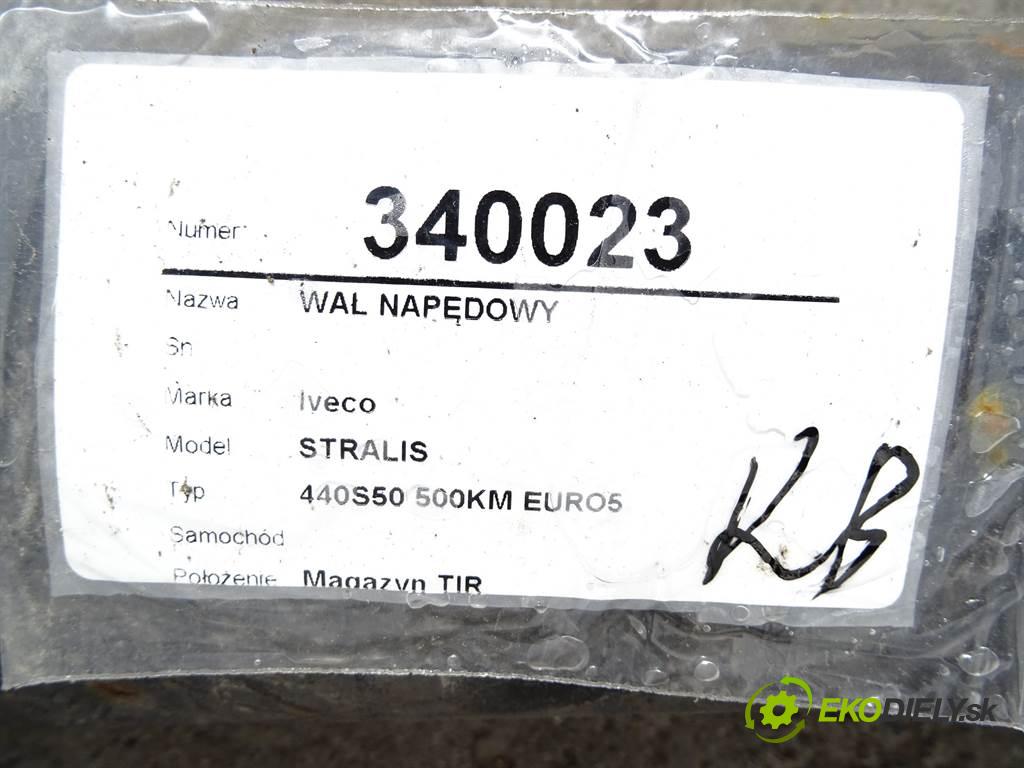 Numer 340023
Nazwa WAŁ NAPĘDOWY
Sn
Marka Iveco
Model STRALIS
Typ 440S50 500KM EURO5
Samochód
Położenie Magazyn TIR
KB
EKODIELY.sk